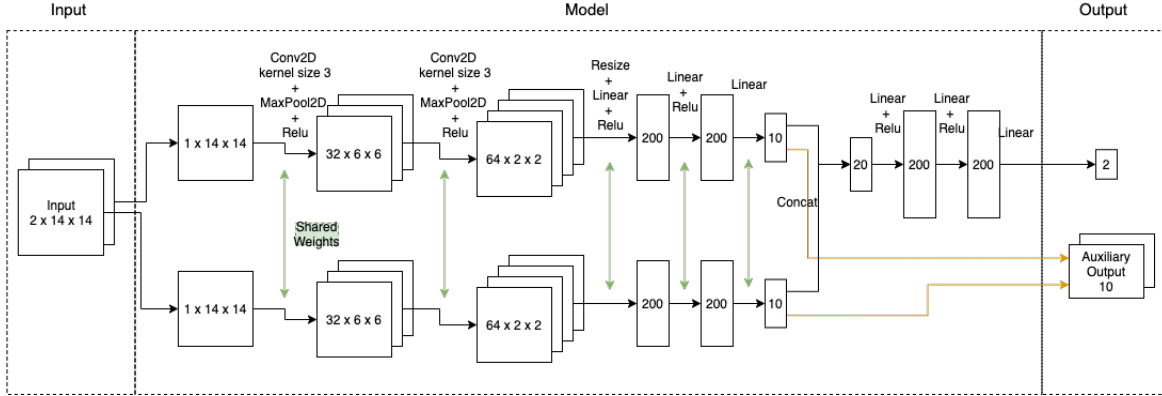 Input
Model
Output
Conv2D
kernel size 3
+
MaxPool2D
+
Relu
Conv2D
kernel size 3
+
MaxPool2D
+
Relu
Resize
+
Linear
+
Relu
Linear
+
Relu
Linear
Linear
+
Relu
Linear
+
Relu
Linear
1 x 14 x 14
32 x 6 x 6
64 x 2 x 2
200
200
10
20
200
200
2
Input
2 x 14 x 14
Shared
Weights
Concat
Auxiliary
Output
10
1 x 14 x 14
32 x 6 x 6
64 x 2 x 2
200
200
10